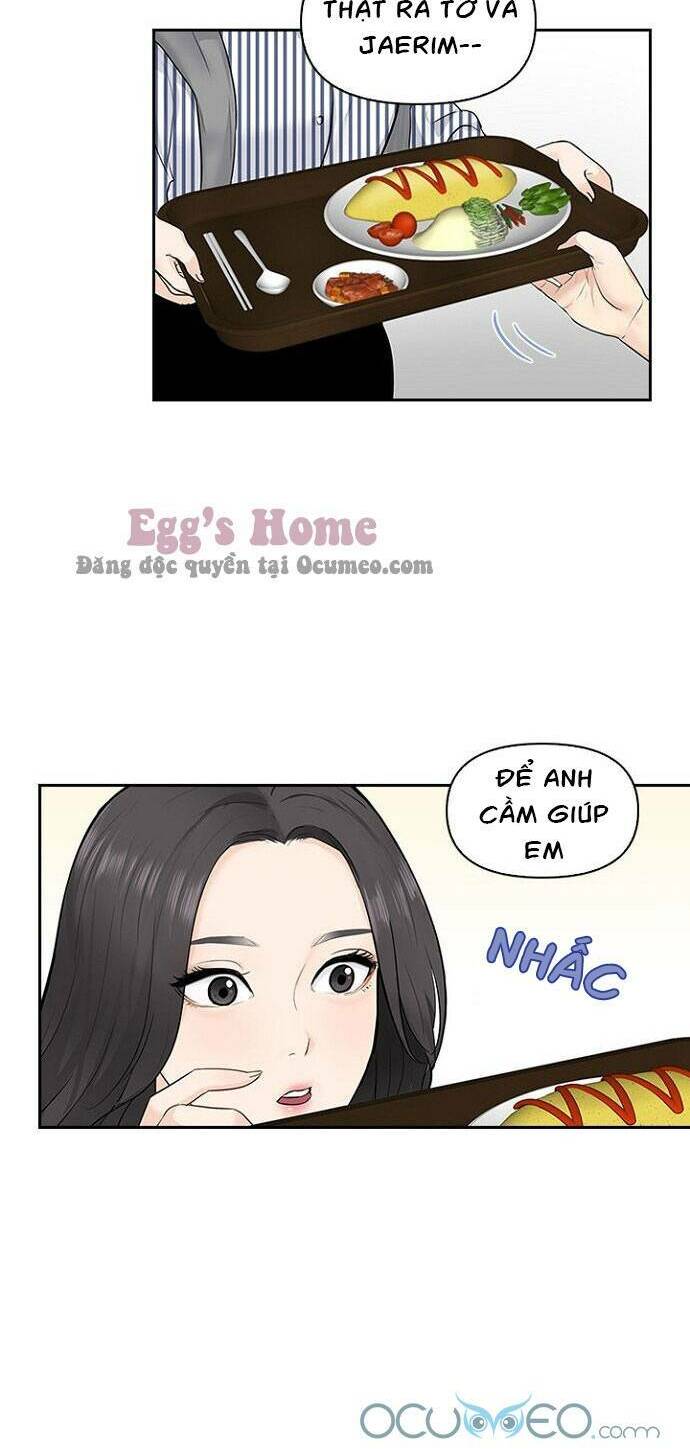 THẬT RA TỚ VÀ
JAERIM--
Egg's Home
Đăng độc quyền tại Ocumeo.com
ĐỂ ANH
CẦM GIÚP
EM
NHẮC
OCUMEO.comm